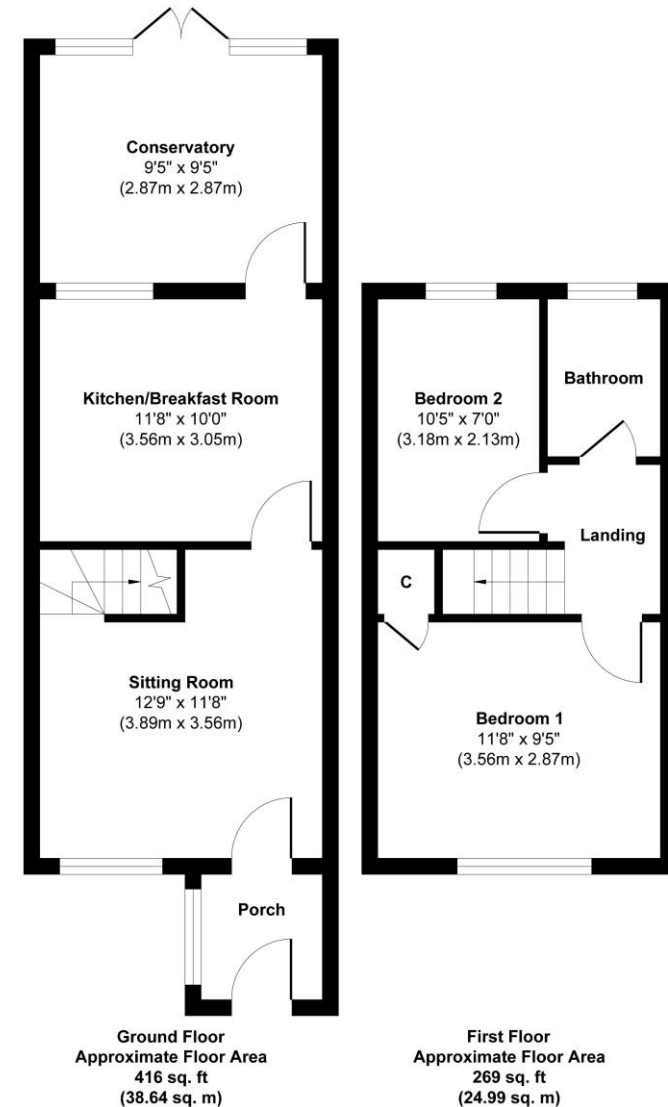 Conservatory
9'5" x 9'5"
(2.87m x 2.87m)
Kitchen/Breakfast Room
11'8" x 10'0"
(3.56m x 3.05m)
Sitting Room
12'9" x 11'8"
(3.89m x 3.56m)
Porch
Ground Floor
Approximate Floor Area
416 sq. ft
(38.64 sq. m)
Bedroom 2
10'5" x 7'0"
(3.18m x 2.13m)
Bathroom
Landing
C
Bedroom 1
11'8" x 9'5"
(3.56m x 2.87m)
First Floor
Approximate Floor Area
269 sq. ft
(24.99 sq. m)